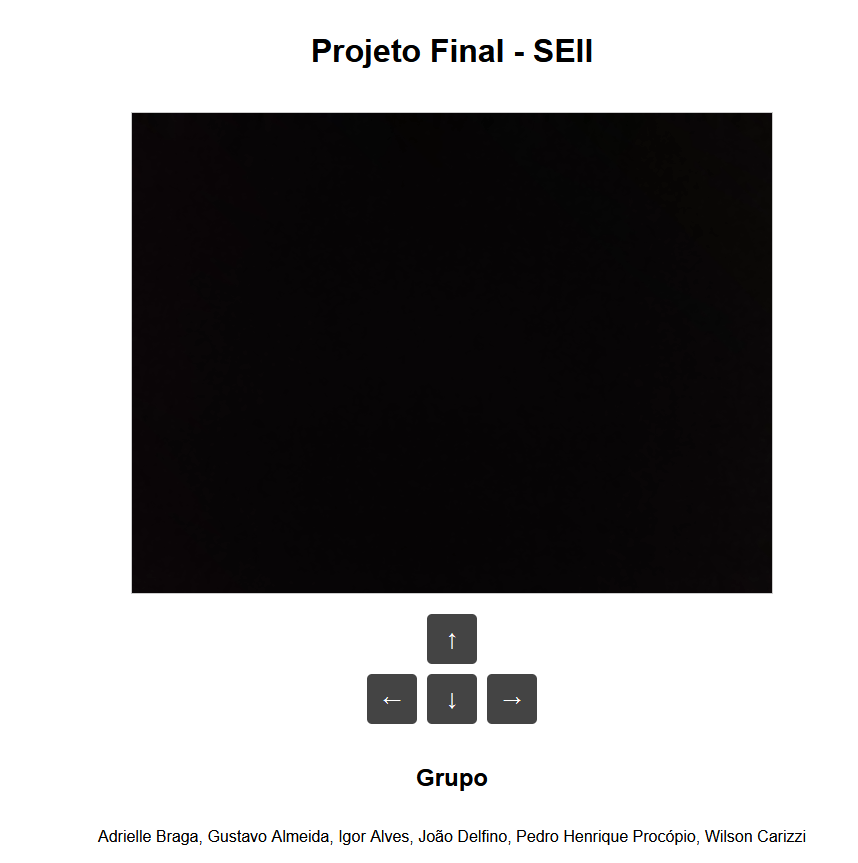 Projeto Final - SEII
↑
← ↓ →
Grupo
Adrielle Braga, Gustavo Almeida, Igor Alves, João Delfino, Pedro Henrique Procópio, Wilson Carizzi